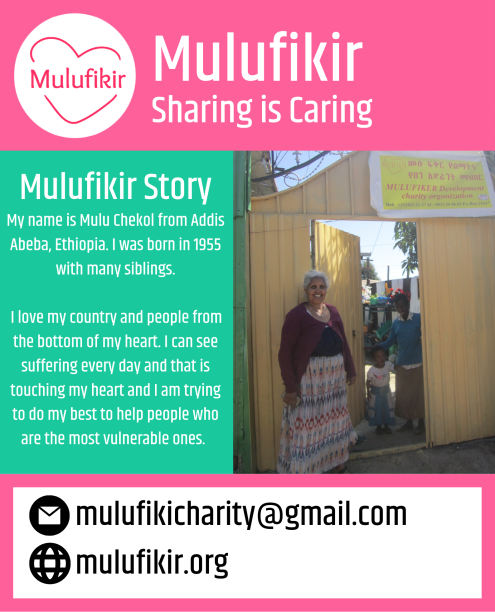 Mulufikir
Mulufikir
Sharing is Caring
Mulufikir Story
My name is Mulu Chekol from Addis
Abeba, Ethiopia. I was born in 1955
with many siblings.
I love my country and people from
the bottom of my heart. I can see
suffering every day and that is
touching my heart and I am trying
to do my best to help people who
are the most vulnerable ones.
MULUFIKER Development
charity organization
mulufikicharity@gmail.com
mulufikir.org